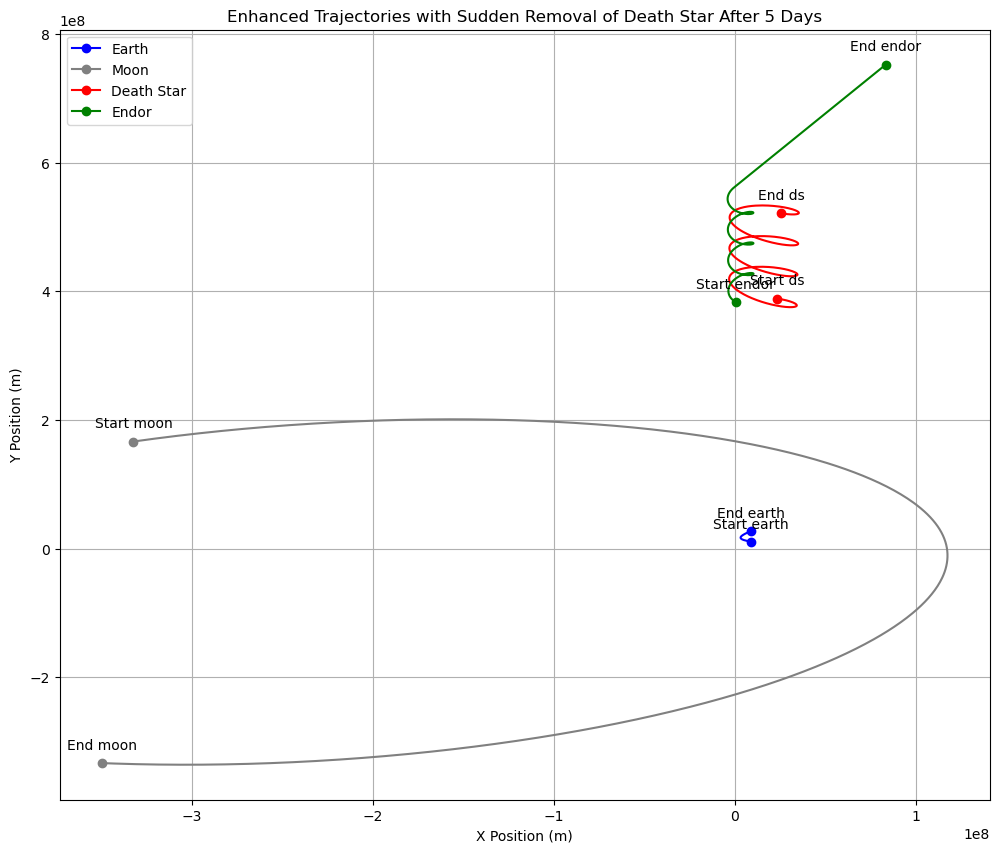 Enhanced Trajectories with Sudden Removal of Death Star After 5 Days
1e8
8
6
4
2
0
−2
Y Position (m)
Earth
Moon
Death Star
Endor
End endor
End ds
Start ds
Start endor
Start moon
End earth
Start earth
End moon
−3
−2
−1
0
1
1e8
X Position (m)